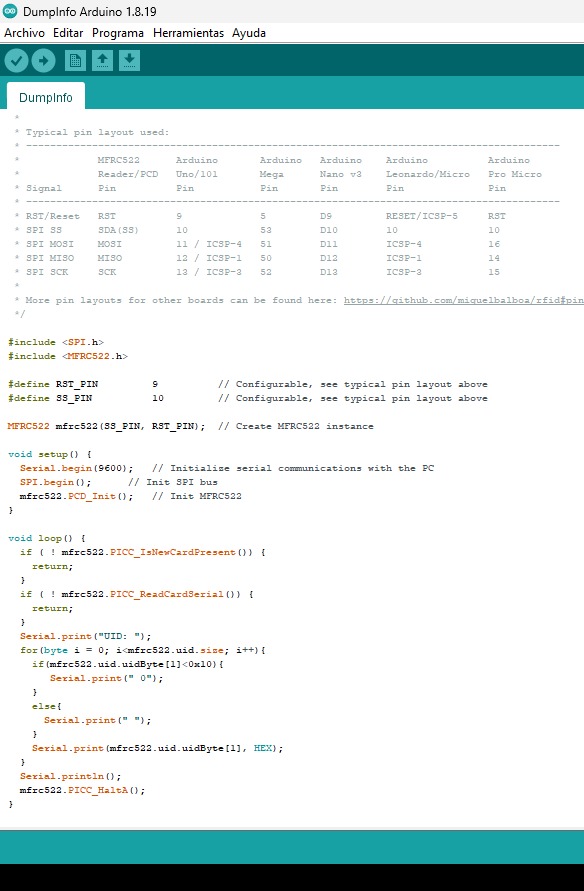 DumpInfo Arduino 1.8.19
Archivo Editar Programa Herramientas Ayuda
DumpInfo
*
* Typical pin layout used:
* -----------------------------------------------------------------------------------------
* MFRC522 Arduino Arduino Arduino Arduino Arduino
* Reader/PCD Uno/101 Mega Nano v3 Leonardo/Micro Pro Micro
* Signal Pin Pin Pin Pin Pin Pin
* -----------------------------------------------------------------------------------------
* RST/Reset RST 9 5 D9 RESET/ICSP-5 RST
* SPI SS SDA(SS) 10 53 D10 10 10
* SPI MOSI MOSI 11 / ICSP-4 51 D11 ICSP-4 16
* SPI MISO MISO 12 / ICSP-1 50 D12 ICSP-1 14
* SPI SCK SCK 13 / ICSP-3 52 D13 ICSP-3 15
*
* More pin layouts for other boards can be found here: https://github.com/miguelbalboa/rfid#pin
*/
#include <SPI.h>
#include <MFRC522.h>
#define RST_PIN 9 // Configurable, see typical pin layout above
#define SS_PIN 10 // Configurable, see typical pin layout above
MFRC522 mfrc522(SS_PIN, RST_PIN); // Create MFRC522 instance
void setup() {
Serial.begin(9600); // Initialize serial communications with the PC
SPI.begin(); // Init SPI bus
mfrc522.PCD_Init(); // Init MFRC522
}
void loop() {
if ( ! mfrc522.PICC_IsNewCardPresent()) {
return;
}
if ( ! mfrc522.PICC_ReadCardSerial()) {
return;
}
Serial.print("UID: ");
for(byte i = 0; i<mfrc522.uid.size; i++){
if(mfrc522.uid.uidByte[1]<0x10){
Serial.print(" 0");
}
else{
Serial.print(" ");
}
Serial.print(mfrc522.uid.uidByte[1], HEX);
}
Serial.println();
mfrc522.PICC_HaltA();
}